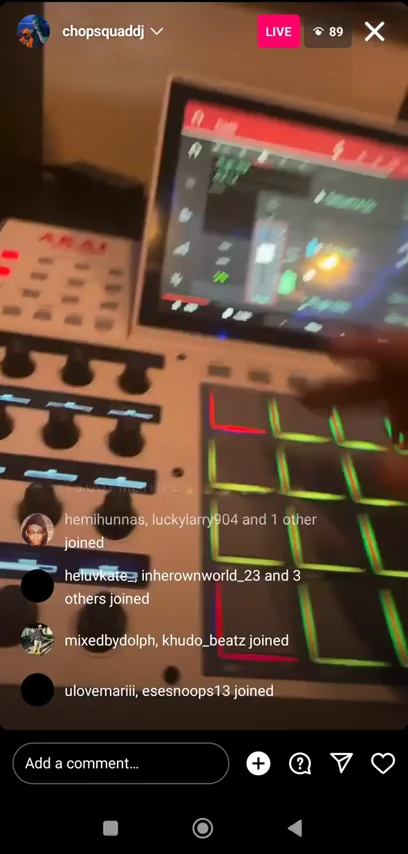 chopsquaddj
LIVE
89
AKAI
hemihunnas, luckylarry904 and 1 other
joined
heluvkate_, inherownworld_23 and 3
others joined
mixedbydolph, khudo_beatz joined
ulovemariii, esesnoops13 joined
Add a comment…